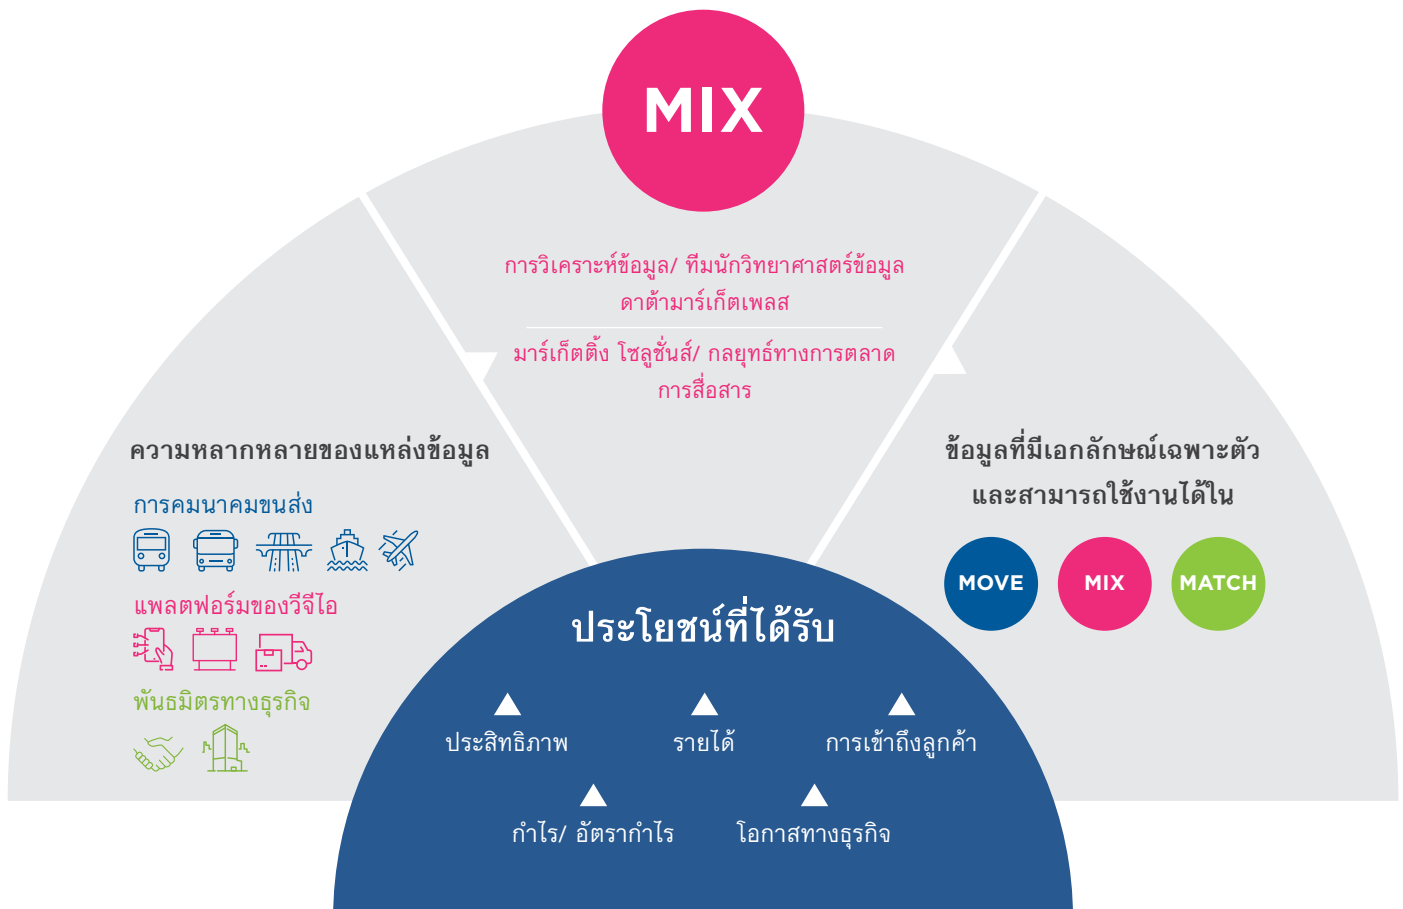 MIX
การวิเคราะห์ข้อมูล/ ทีมนักวิทยาศาสตร์ข้อมูล
ดาต้ามาร์เก็ตเพลส
มาร์เก็ตติ้ง โซลูชั่นส์/ กลยุทธ์ทางการตลาด
การสื่อสาร
ความหลากหลายของแหล่งข้อมูล
การคมนาคมขนส่ง
แพลตฟอร์มของวีจีไอ
พันธมิตรทางธุรกิจ
ข้อมูลที่มีเอกลักษณ์เฉพาะตัว
และสามารถใช้งานได้ใน
MOVE
MIX
MATCH
ประโยชน์ที่ได้รับ
ประสิทธิภาพ
รายได้
การเข้าถึงลูกค้า
กำไร/ อัตรากำไร
โอกาสทางธุรกิจ